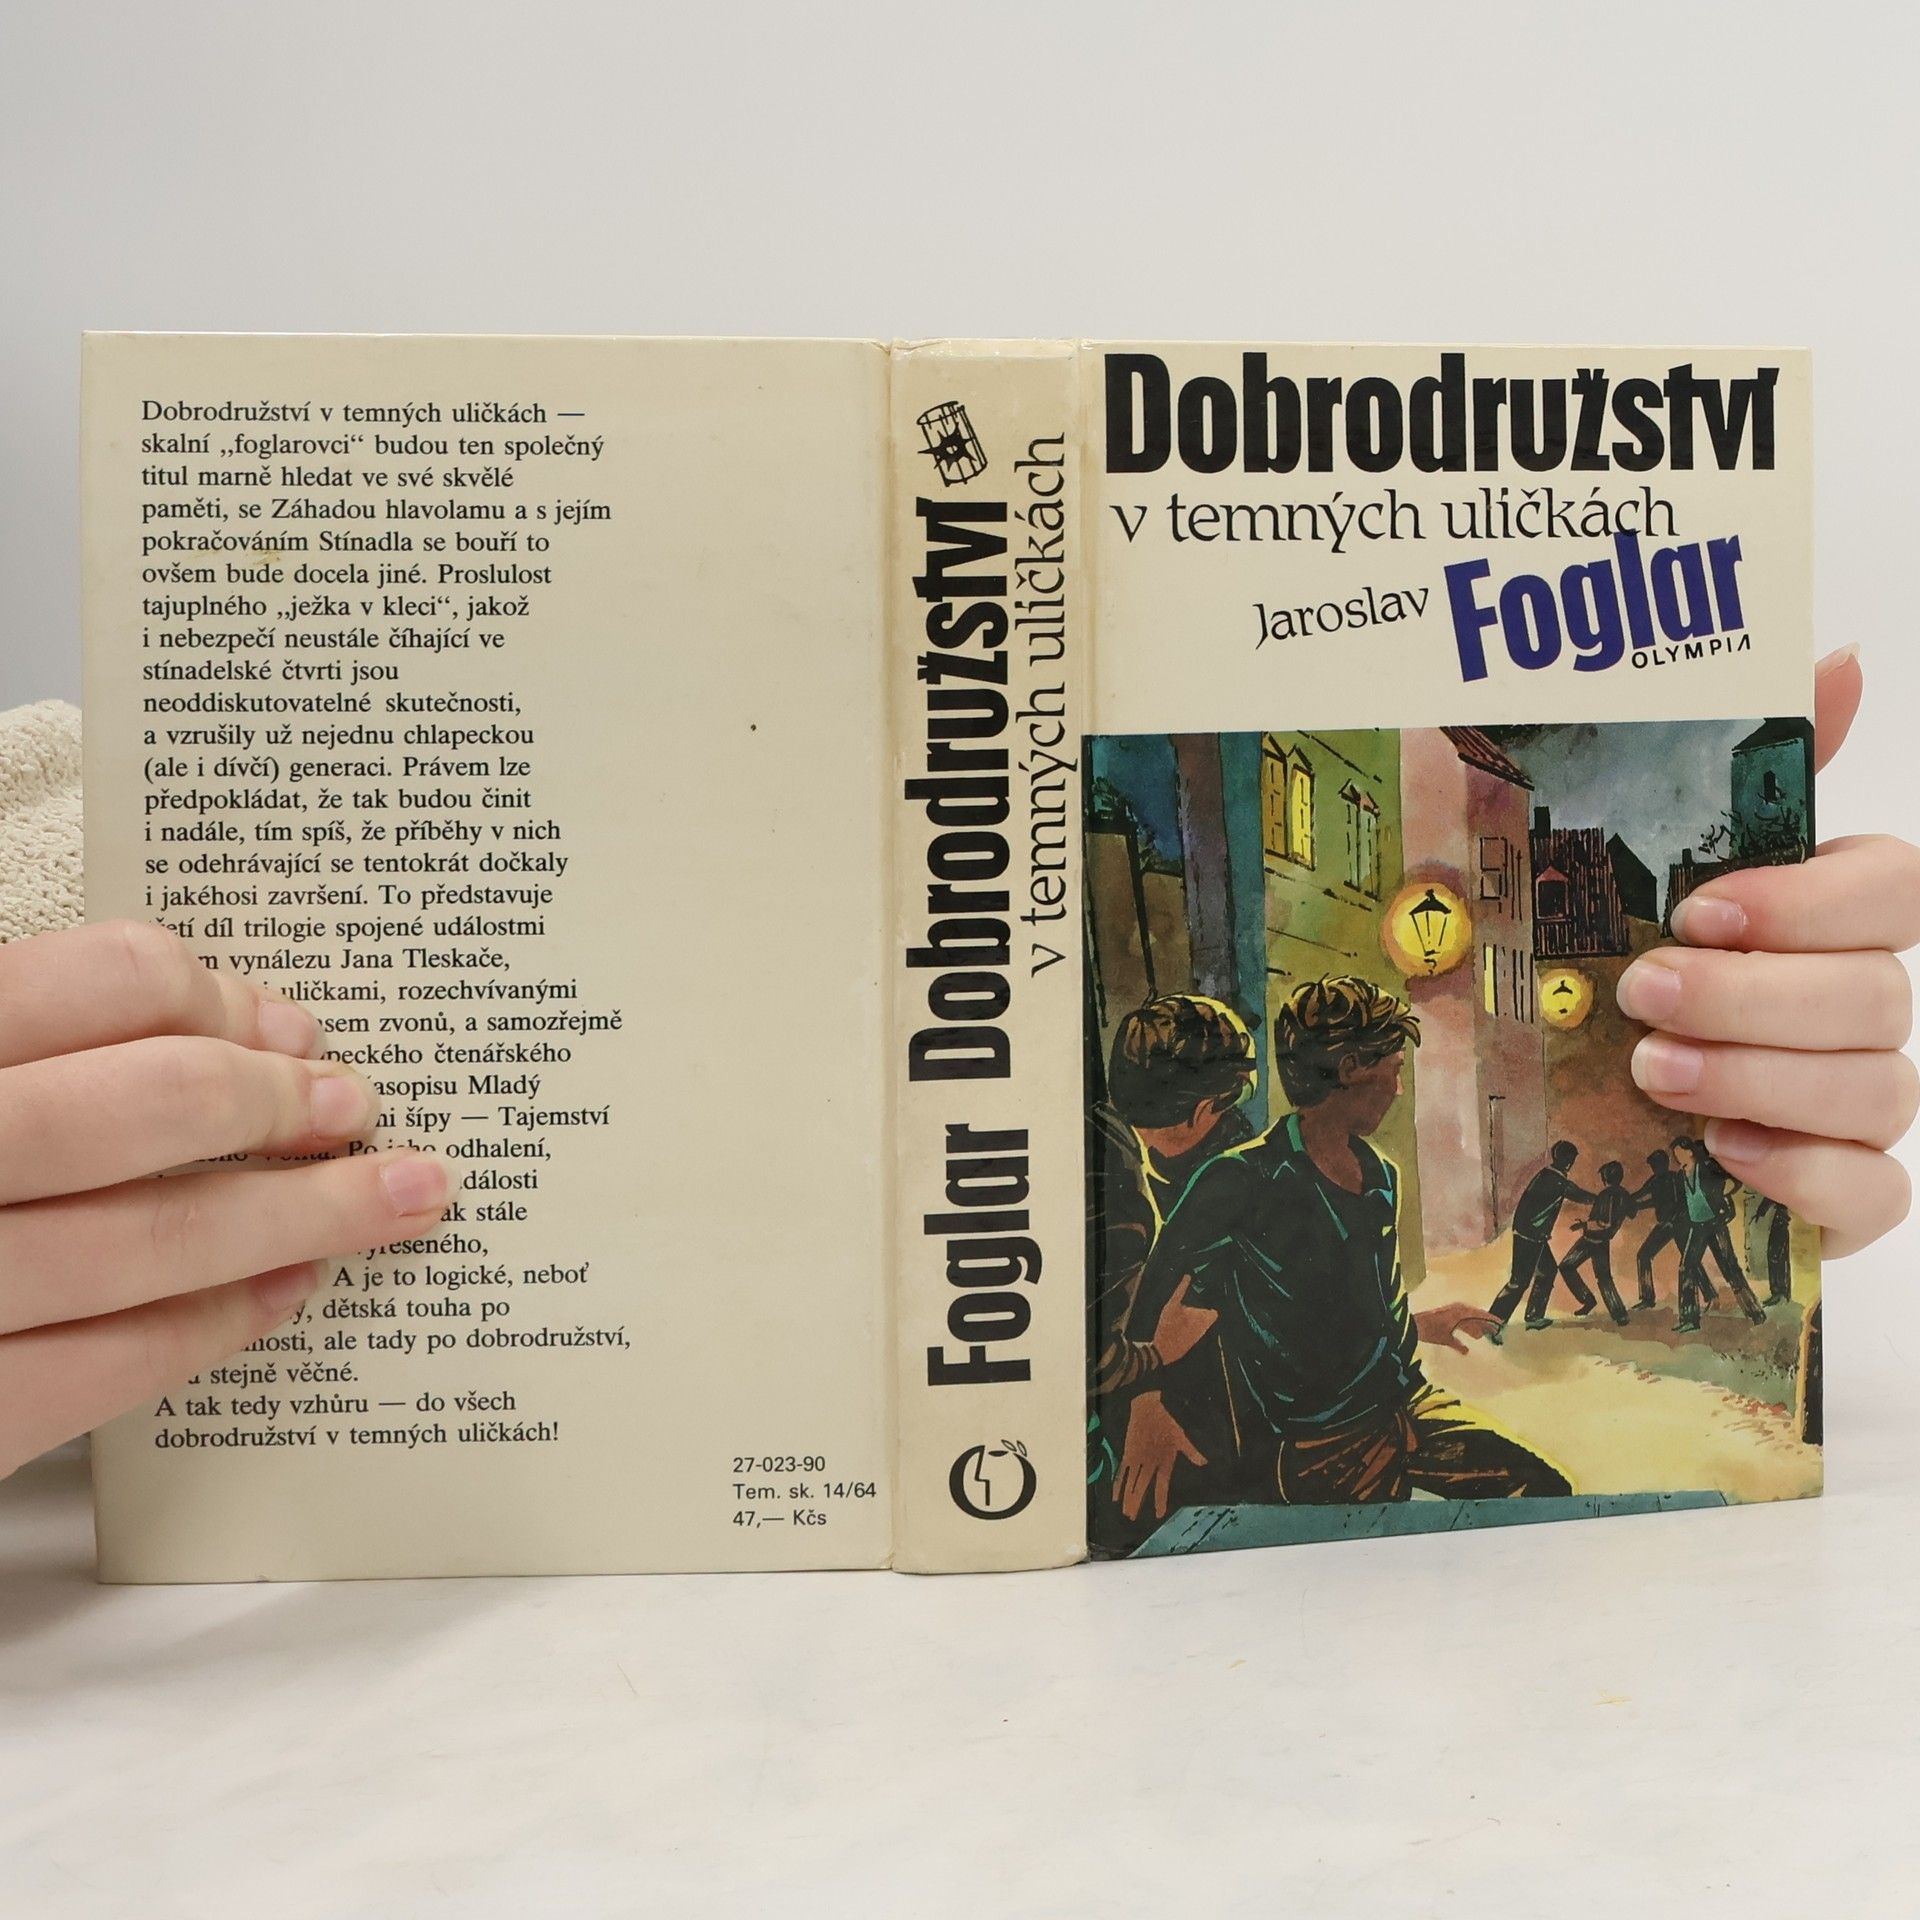 Dobrodružství v temných uličkách —
skalní „foglarovci“ budou ten společný
titul marně hledat ve své skvělé
paměti, se Záhadou hlavolamu a s jejím
pokračováním Stínadla se bouří to
ovšem bude docela jiné. Proslulost
tajuplného „ježka v kleci“, jakož
i nebezpečí neustále číhající ve
stínadelské čtvrti jsou
neoddiskutovatelné skutečnosti,
a vzrušily už nejednu chlapeckou
(ale i dívčí) generaci. Právem lze
předpokládat, že tak budou činit
i nadále, tím spíš, že příběhy v nich
se odehrávající se tentokrát dočkaly
i jakéhosi završení. To představuje
díl trilogie spojené událostmi
vynálezu Jana Tleskače,
uličkami, rozechvívanými
zvonů, a samozřejmě
čtenářského
Mladý
šípy — Tajemství
odhalení,
stále
A je to logické, neboť
dětská touha po
ale tady po dobrodružství,
stejně věčné.
A tak tedy vzhůru — do všech
dobrodružství v temných uličkách!
27-023-90
Tem. sk. 14/64
47,— Kčs
Foglar Dobrodružství
v temných uličkách
Dobrodružství
v temných uličkách
Jaroslav Foglar
OLYMPIA